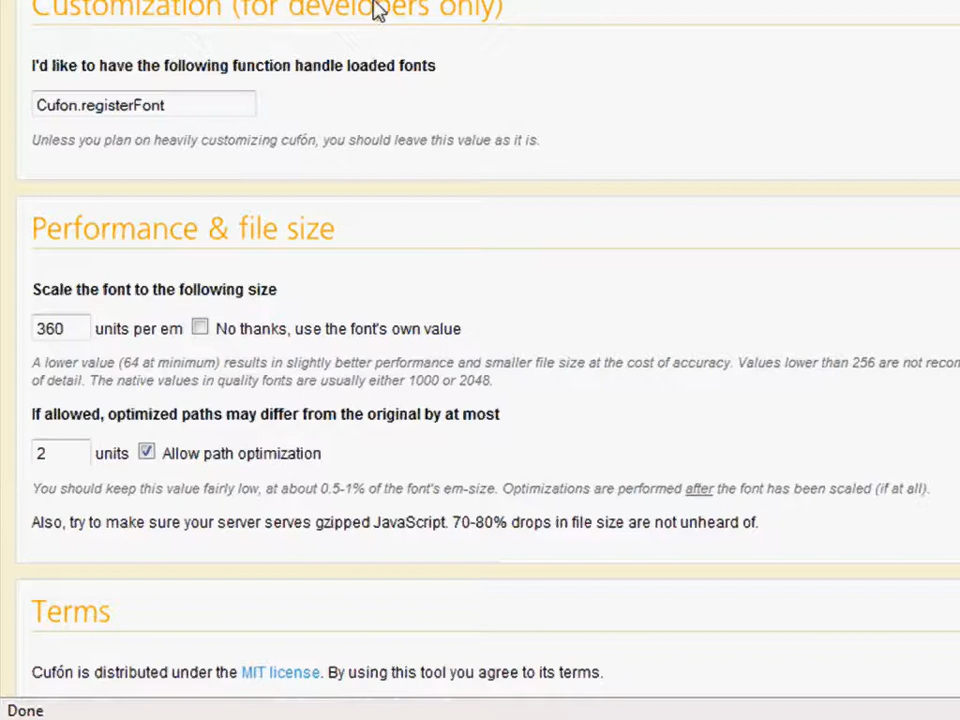 Customization (for developers only)
I'd like to have the following function handle loaded fonts
Cufon.registerFont
Unless you plan on heavily customizing cufón, you should leave this value as it is.
Performance & file size
Scale the font to the following size
360 units per em No thanks, use the font's own value
A lower value (64 at minimum) results in slightly better performance and smaller file size at the cost of accuracy. Values lower than 256 are not
of detail. The native values in quality fonts are usually either 1000 or 2048.
If allowed, optimized paths may differ from the original by at most
2 units Allow path optimization
You should keep this value fairly low, at about 0.5-1% of the font's em-size. Optimizations are performed after the font has been scaled (if at all).
Also, try to make sure your server serves gzipped JavaScript. 70-80% drops in file size are not unheard of.
Terms
Cufón is distributed under the MIT license. By using this tool you agree to its terms.
Done